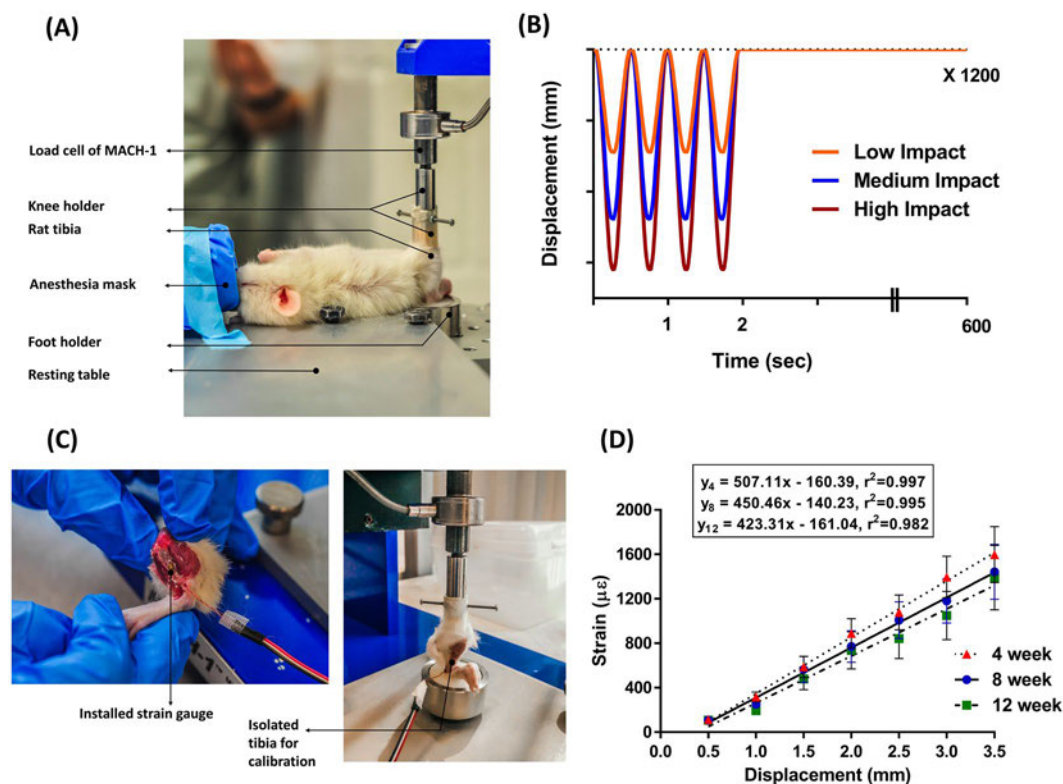 (A)
Load cell of MACH-1
Knee holder
Rat tibia
Anesthesia mask
Foot holder
Resting table
(B)
Displacement (mm)
X 1200
Low Impact
Medium Impact
High Impact
1
2
600
Time (sec)
(C)
Installed strain gauge
Isolated
tibia for
calibration
(D)
y4 = 507.11x - 160.39, r²=0.997
y8 = 450.46x - 140.23, r²=0.995
y12 = 423.31x - 161.04, r²=0.982
Strain (µε)
2000
1600
1200
800
400
0
4 week
8 week
12 week
0.0 0.5 1.0 1.5 2.0 2.5 3.0 3.5
Displacement (mm)